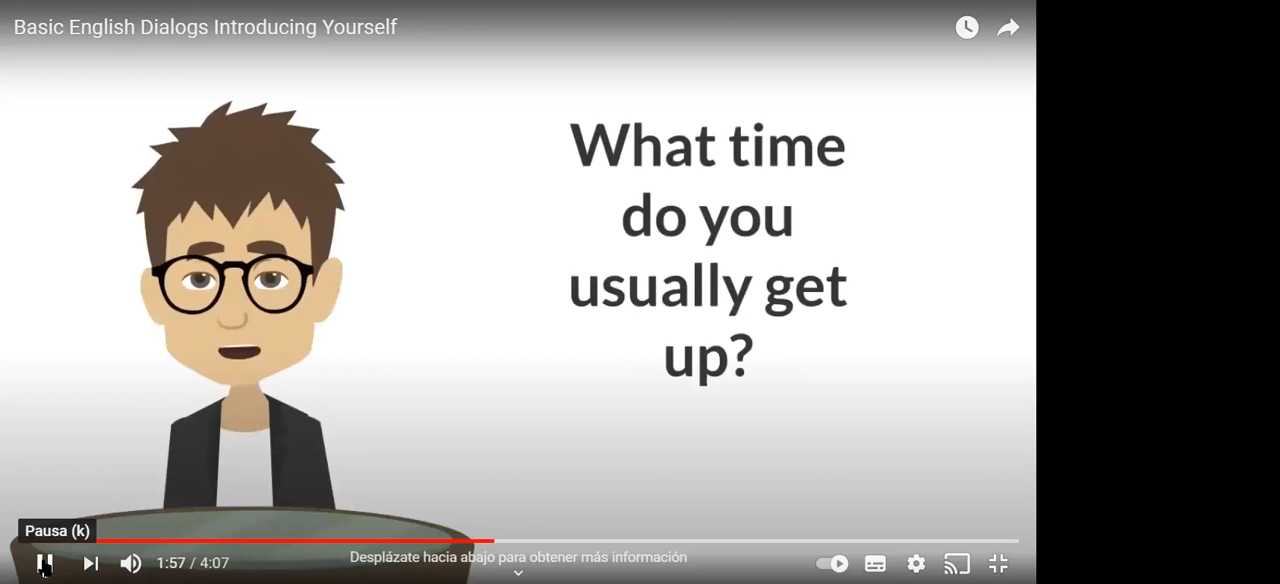 Basic English Dialogs Introducing Yourself
What time
do you
usually get
up?
Pausa (k)
1:57 / 4:07
Desplázate hacia abajo para obtener más información